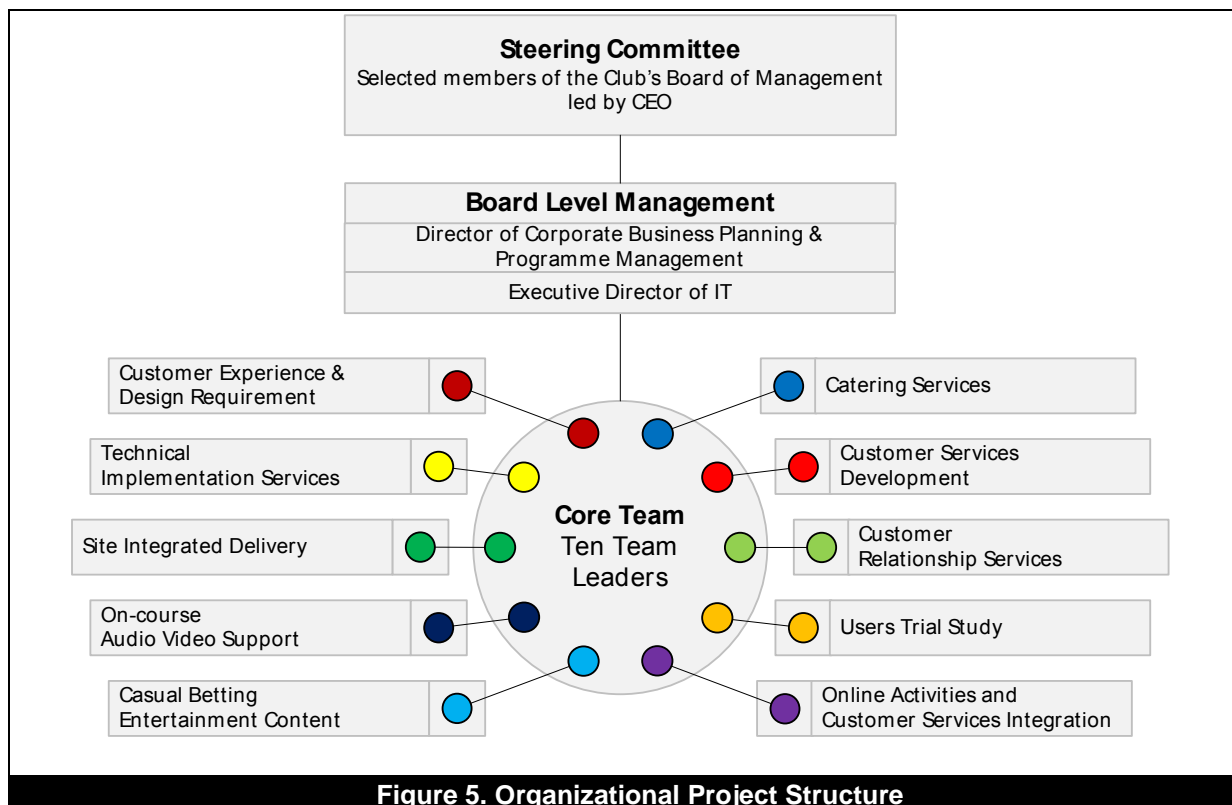 Steering Committee
Selected members of the Club's Board of Management
led by CEO
Board Level Management
Director of Corporate Business Planning &
Programme Management
Executive Director of IT
Customer Experience &
Design Requirement
Technical
Implementation Services
Site Integrated Delivery
On-course
Audio Video Support
Casual Betting
Entertainment Content
Core Team
Ten Team
Leaders
Catering Services
Customer Services
Development
Customer
Relationship Services
Users Trial Study
Online Activities and
Customer Services Integration
Figure 5. Organizational Project Structure